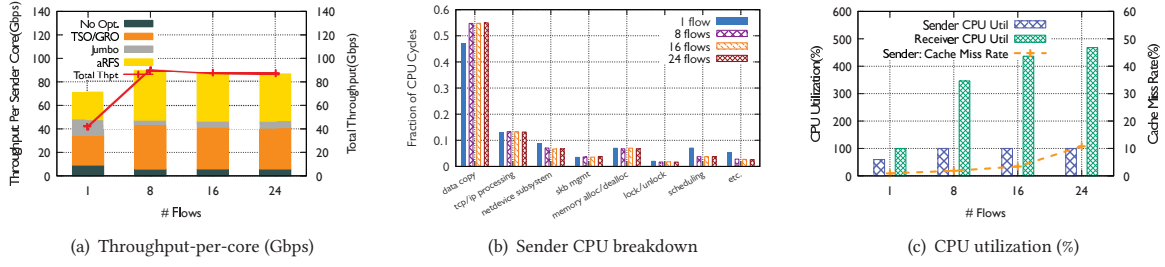 No Opt.
TSO/GRO
Jumbo
aRFS
Total Thpt
Throughput Per Sender Core(Gbps)
140
120
100
80
60
40
20
0
140
120
100
80
60
40
20
0
Total Throughput(Gbps)
1
8
16
24
# Flows
(a) Throughput-per-core (Gbps)
Fraction of CPU Cycles
0.6
0.5
0.4
0.3
0.2
0.1
0
1 flow
8 flows
16 flows
24 flows
data copy
tcp/ip processing
netdevice subsystem
skb mgmt
memory alloc/dealloc
lock/unlock
scheduling
etc.
(b) Sender CPU breakdown
CPU Utilization(%)
600
500
400
300
200
100
0
Sender CPU Util
Receiver CPU Util
Sender: Cache Miss Rate
60
50
40
30
20
10
0
Cache Miss Rate(%)
1
8
16
24
# Flows
(c) CPU utilization (%)